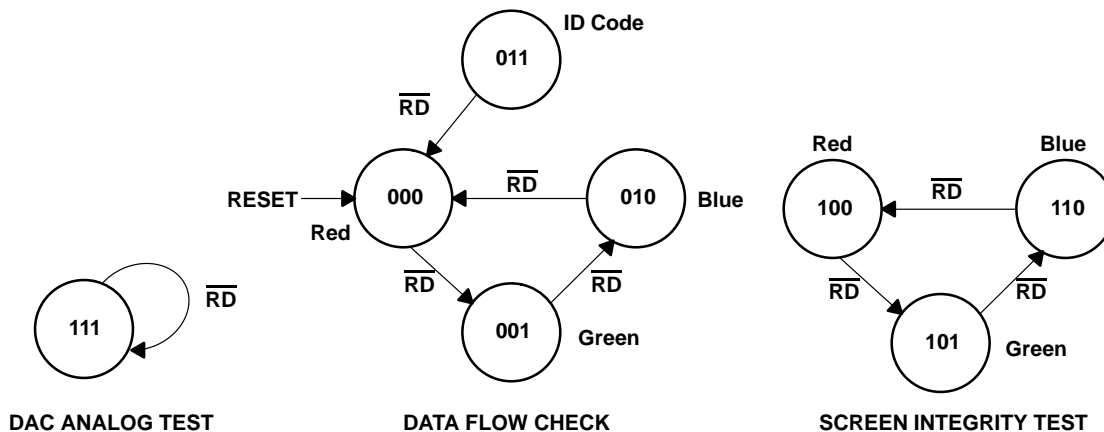 ID Code
011
RD
Red
Blue
RESET
000
RD
010
Blue
RD
100
110
Red
RD
RD
RD
RD
111
RD
001
Green
101
Green
DAC ANALOG TEST
DATA FLOW CHECK
SCREEN INTEGRITY TEST